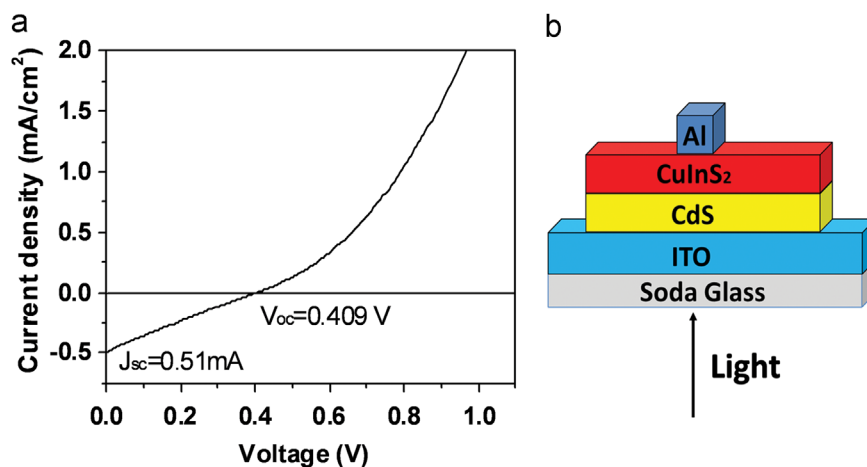 a
Current density (mA/cm²)
2.0
1.5
1.0
0.5
0.0
-0.5
V_oc=0.409 V
J_sc=0.51mA
0.0 0.2 0.4 0.6 0.8 1.0
Voltage (V)
b
Al
CuInS₂
CdS
ITO
Soda Glass
Light